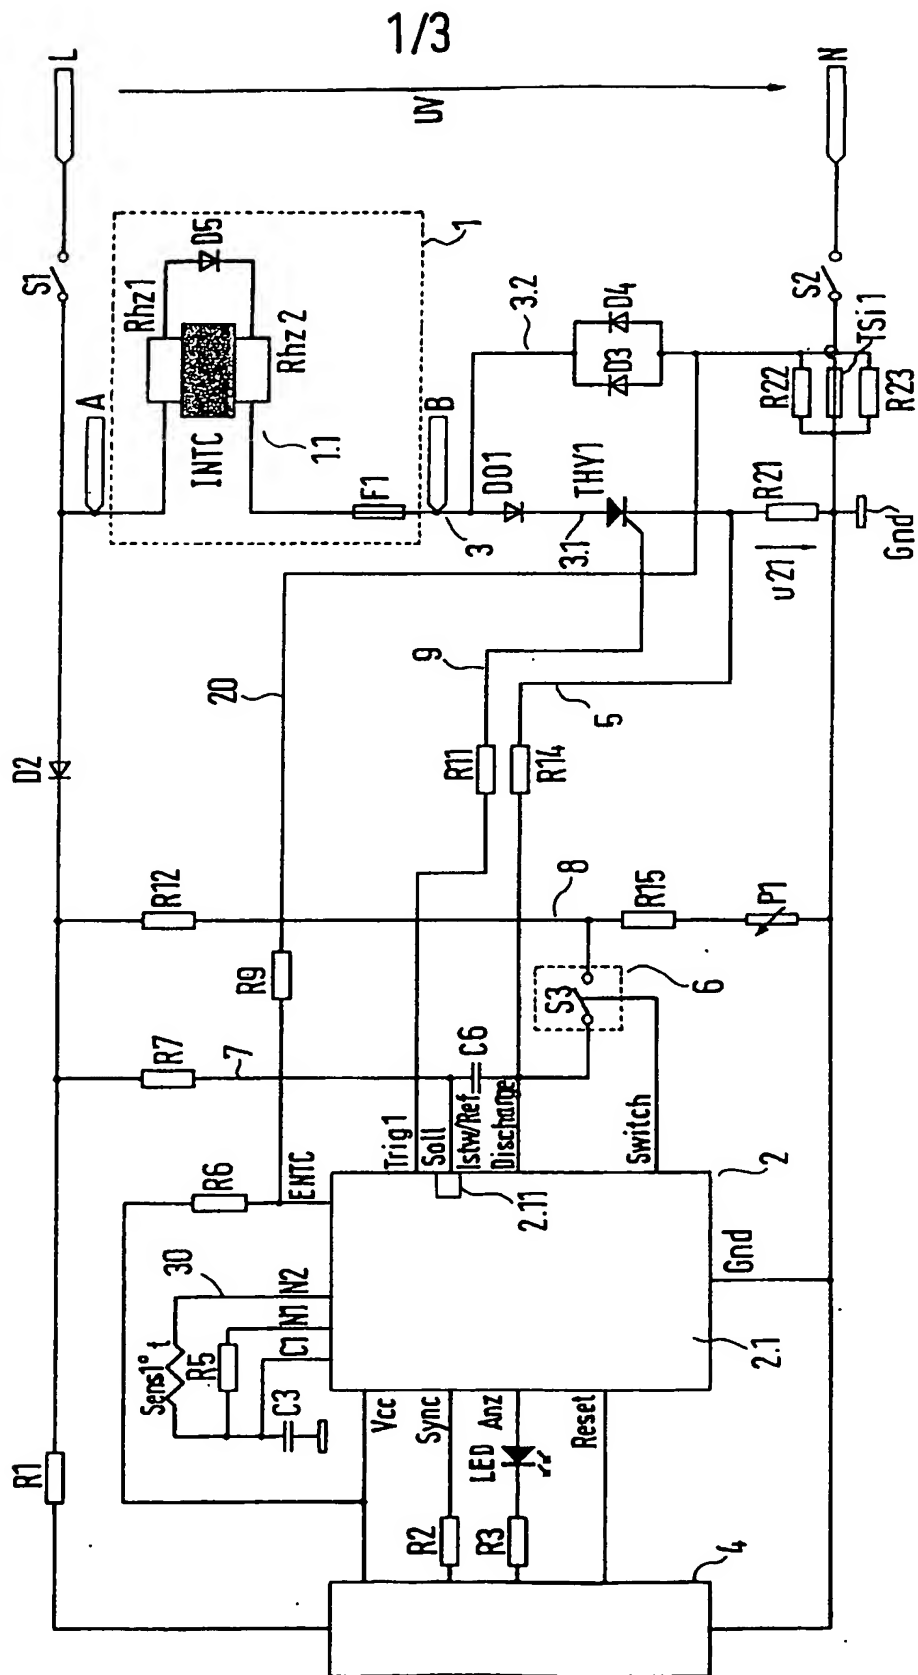 1/3
L
UV
N
S1
A
Rhz1
D5
1
INTC
Rhz2
1.1
F1
B
3
3.2
D4
D3
S2
TSi1
R22
R23
D01
THY1
3.1
R21
u21
Gnd
20
9
5
D2
R11
R14
R12
8
R15
P1
R9
S3
6
R7
7
C6
R6
ENTC
Trig1
Soll
Istw/Ref
Discharge
Switch
2
2.11
30
Sens1° t
R5
C3
C1
N1
N2
Gnd
2.1
Vcc
Sync
Anz
Reset
LED
R1
R2
R3
4